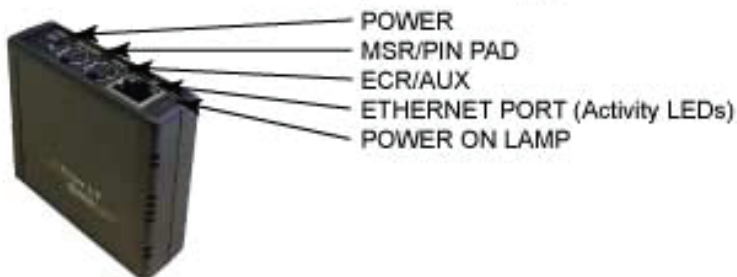 POWER
MSR/PIN PAD
ECR/AUX
ETHERNET PORT (Activity LEDs)
POWER ON LAMP